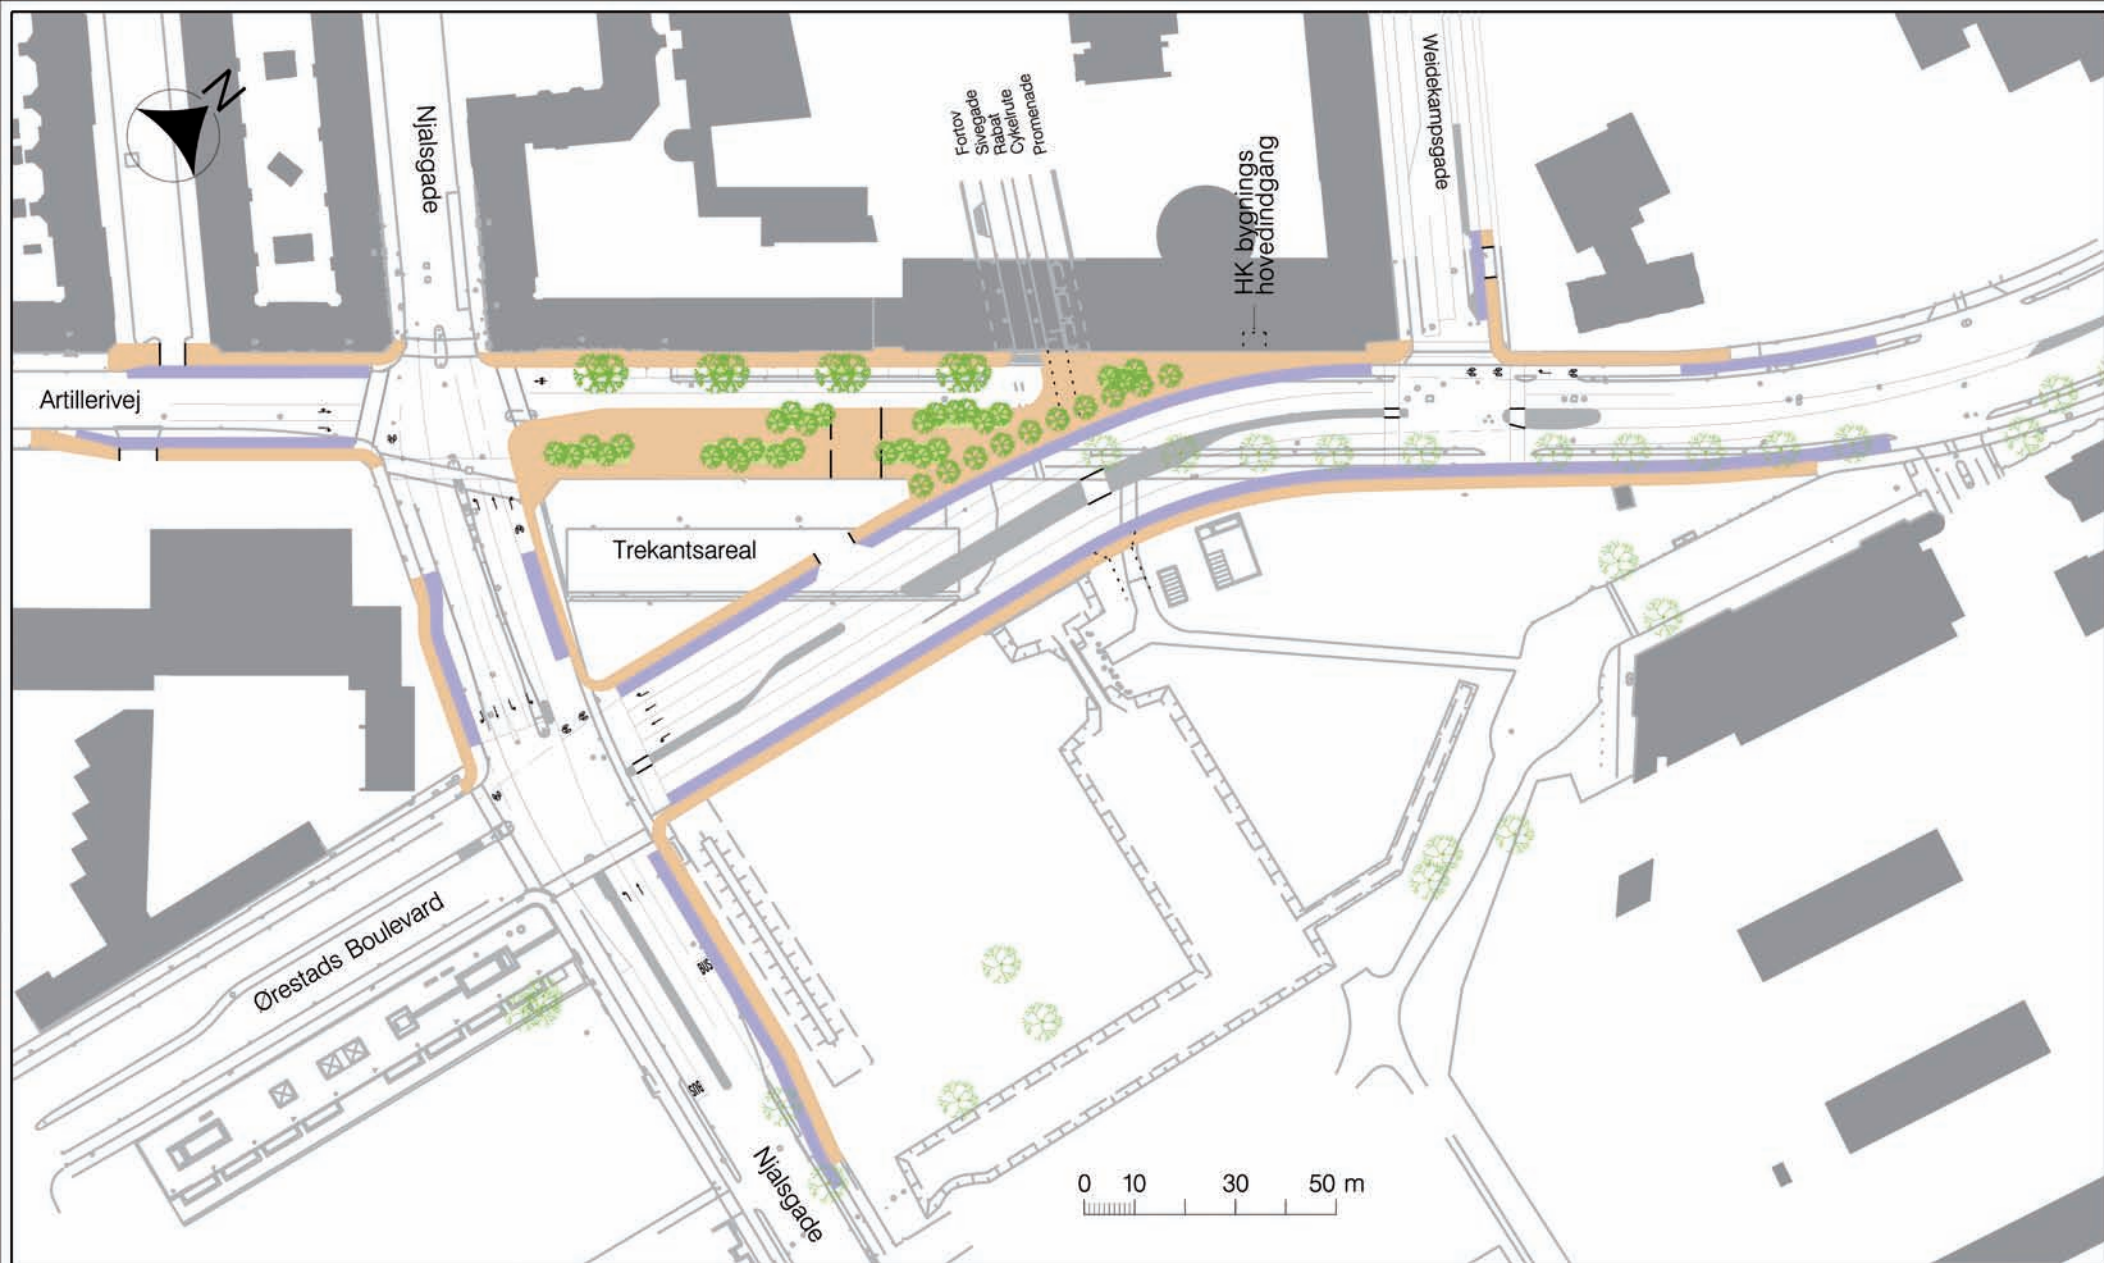 N
Njalsgade
Fortov
Sivegade
Rabat
Cykelrute
Promenade
HK bygnings
hovedindgang
Weidekampsgade
Artillerivej
Trekantsareal
Ørestads Boulevard
BUS
BUS
Njalsgade
0 10 30 50 m